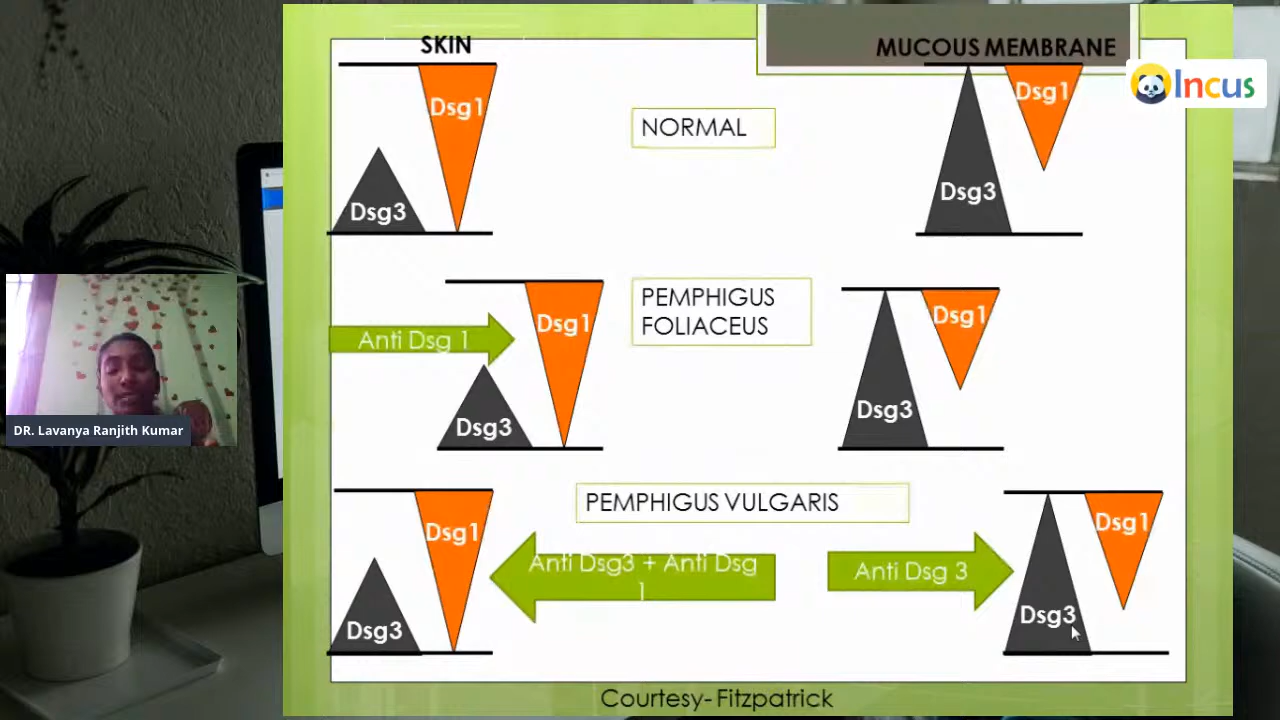 SKIN
MUCOUS MEMBRANE
Incus
Dsg1
Dsg3
NORMAL
Dsg1
Dsg3
Anti Dsg 1
Dsg1
Dsg3
PEMPHIGUS
FOLIACEUS
Dsg1
Dsg3
DR. Lavanya Ranjith Kumar
PEMPHIGUS VULGARIS
Dsg1
Dsg3
Anti Dsg3 + Anti Dsg
1
Anti Dsg 3
Dsg1
Dsg3
Courtesy- Fitzpatrick